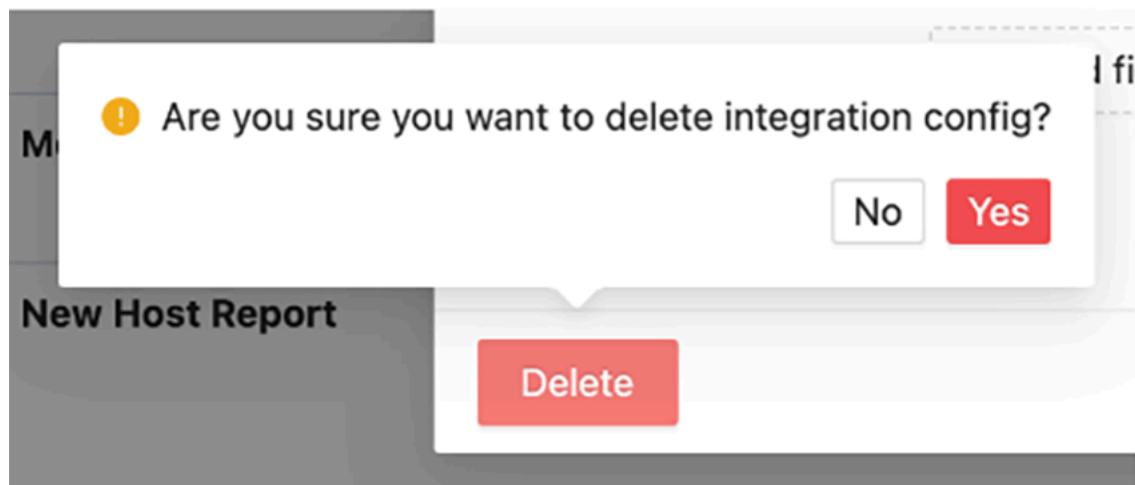 Are you sure you want to delete integration config?
No
Yes
New Host Report
Delete